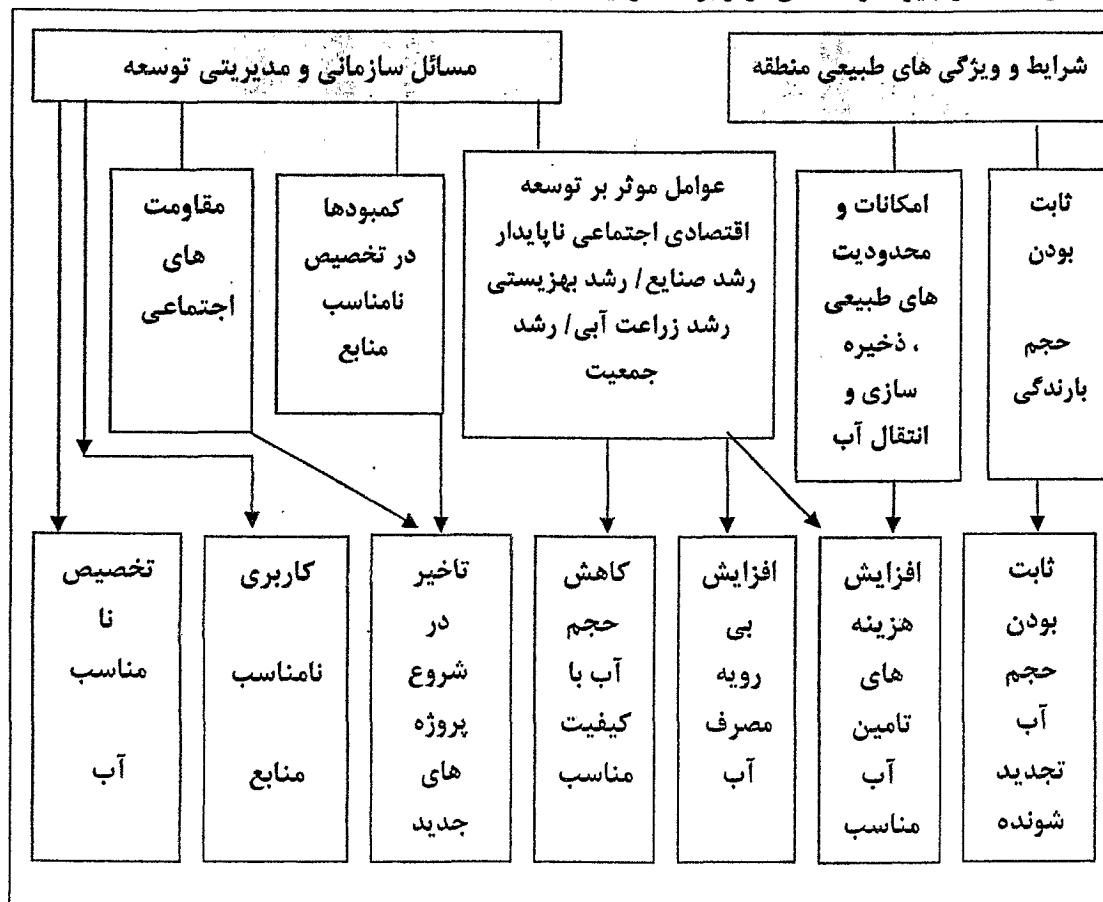 شرایط و ویژگی های طبیعی منطقه
مسائل سازمانی و مدیریتی توسعه
ثابت
بودن
حجم
بارندگی
امکانات و
محدودیت
های طبیعی
، ذخیره
سازی و
انتقال آب
عوامل موثر بر توسعه
اقتصادی اجتماعی ناپایدار
رشد صنایع/ رشد بهزیستی
رشد زراعت آبی/ رشد
جمعیت
کمبودها
در تخصیص
نامناسب
منابع
مقاومت
های
اجتماعی
ثابت
بودن
حجم
آب
تجدید
شونده
افزایش
هزینه
های
تامین
آب
مناسب
افزایش
بی
رویه
مصرف
آب
کاهش
حجم
آب با
کیفیت
مناسب
تاخیر
در
شروع
پروژه
های
جدید
کاربری
نامناسب
منابع
تخصیص
نا
مناسب
آب